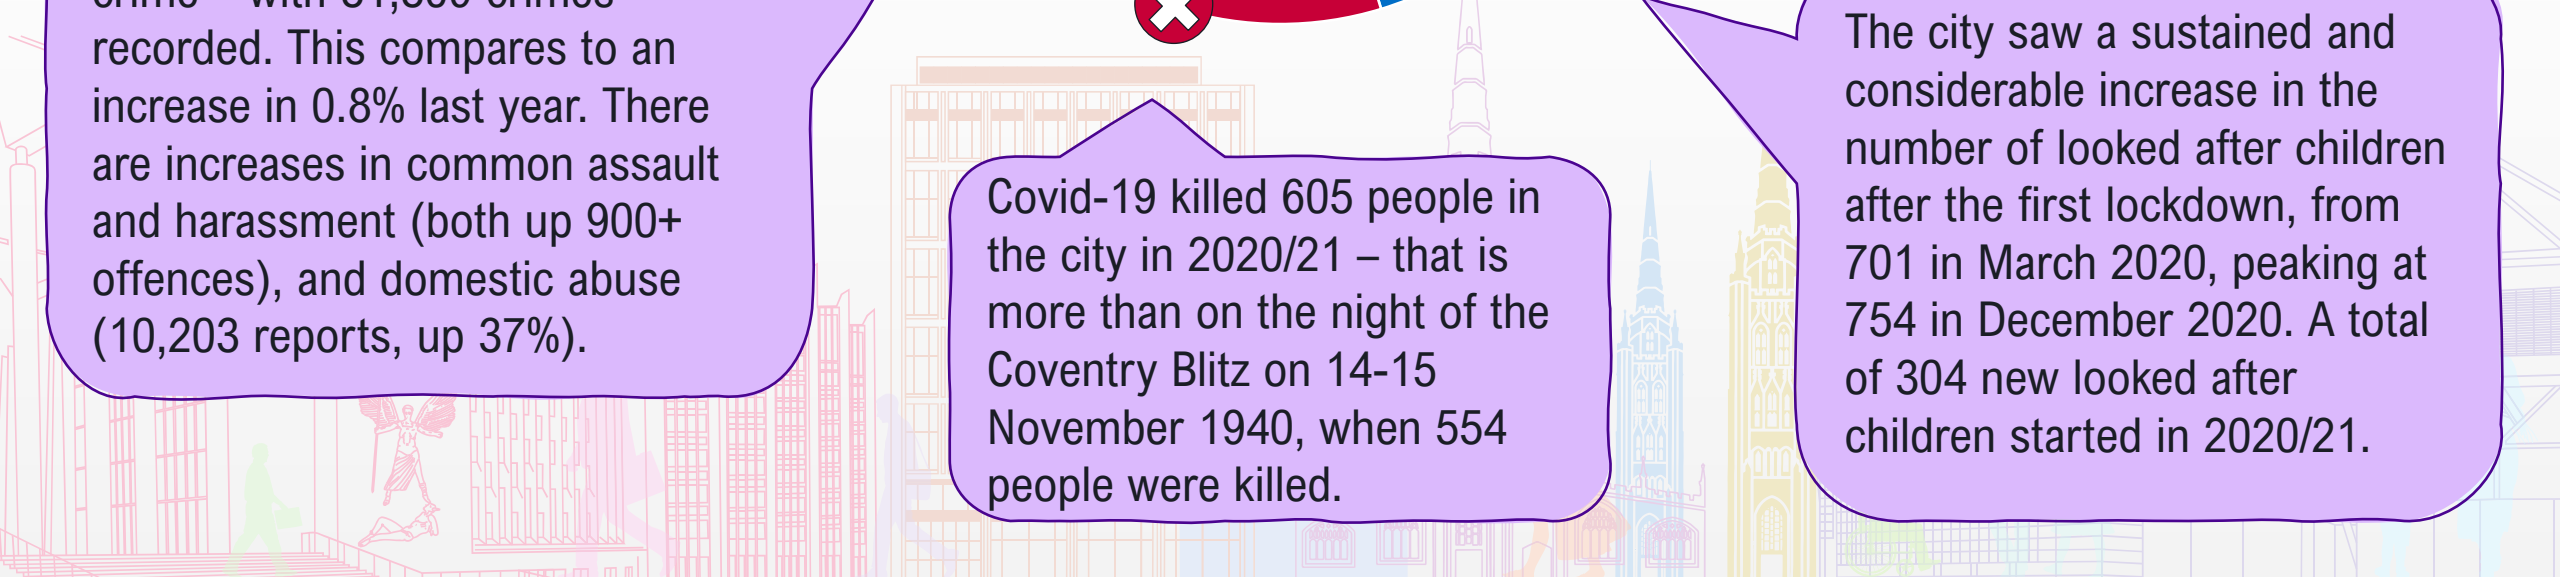 recorded. This compares to an
increase in 0.8% last year. There
are increases in common assault
and harassment (both up 900+
offences), and domestic abuse
(10,203 reports, up 37%).
Covid-19 killed 605 people in
the city in 2020/21 – that is
more than on the night of the
Coventry Blitz on 14-15
November 1940, when 554
people were killed.
The city saw a sustained and
considerable increase in the
number of looked after children
after the first lockdown, from
701 in March 2020, peaking at
754 in December 2020. A total
of 304 new looked after
children started in 2020/21.